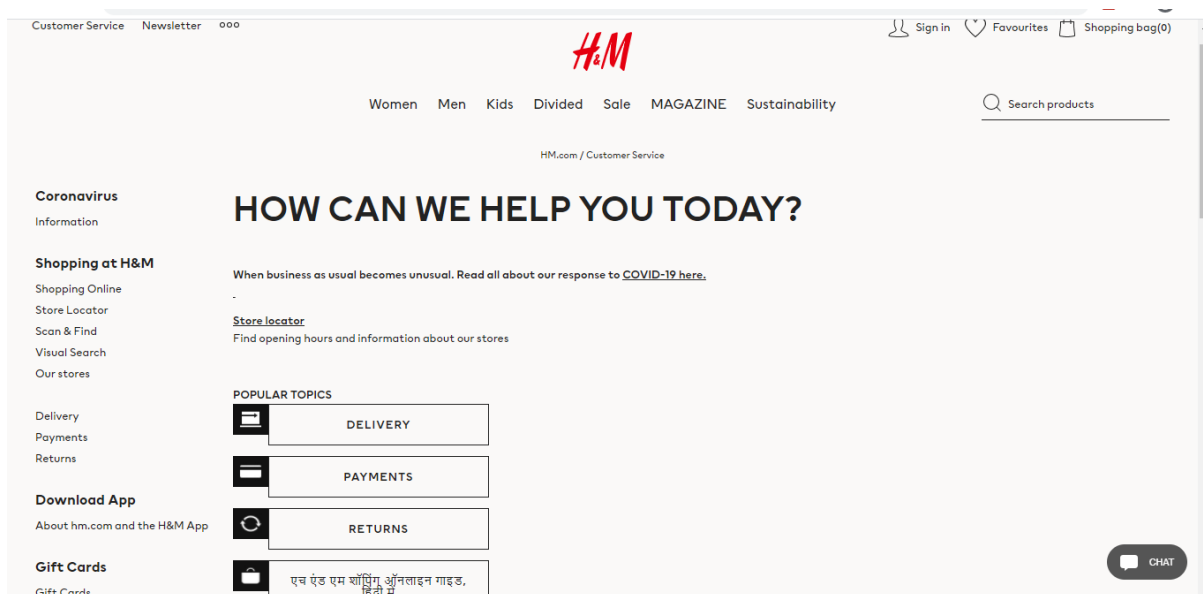 Customer Service Newsletter ooo
Sign in Favourites Shopping bag(0)
H&M
Women Men Kids Divided Sale MAGAZINE Sustainability
Search products
HM.com / Customer Service
Coronavirus
Information
Shopping at H&M
Shopping Online
Store Locator
Scan & Find
Visual Search
Our stores
Delivery
Payments
Returns
Download App
About hm.com and the H&M App
Gift Cards
Gift Cards
HOW CAN WE HELP YOU TODAY?
When business as usual becomes unusual. Read all about our response to COVID-19 here.
-
Store locator
Find opening hours and information about our stores
POPULAR TOPICS
DELIVERY
PAYMENTS
RETURNS
एच एंड एम शॉपिंग ऑनलाइन गाइड,
हिंदी में
CHAT